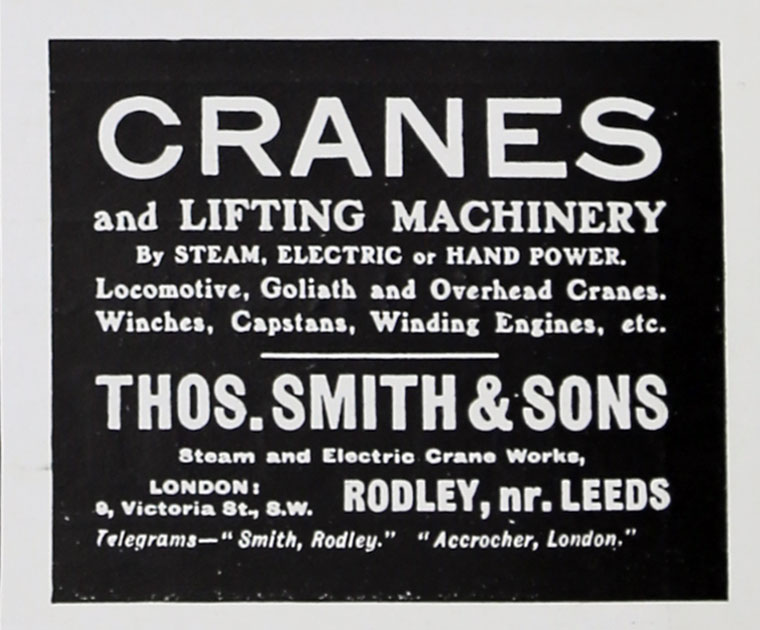 CRANES
and LIFTING MACHINERY
By STEAM, ELECTRIC or HAND POWER.
Locomotive, Goliath and Overhead Cranes.
Winches, Capstans, Winding Engines, etc.
THOS. SMITH & SONS
Steam and Electric Crane Works,
LONDON:
9, Victoria St., S.W.
RODLEY, nr. LEEDS
Telegrams—"Smith, Rodley." "Accrocher, London."